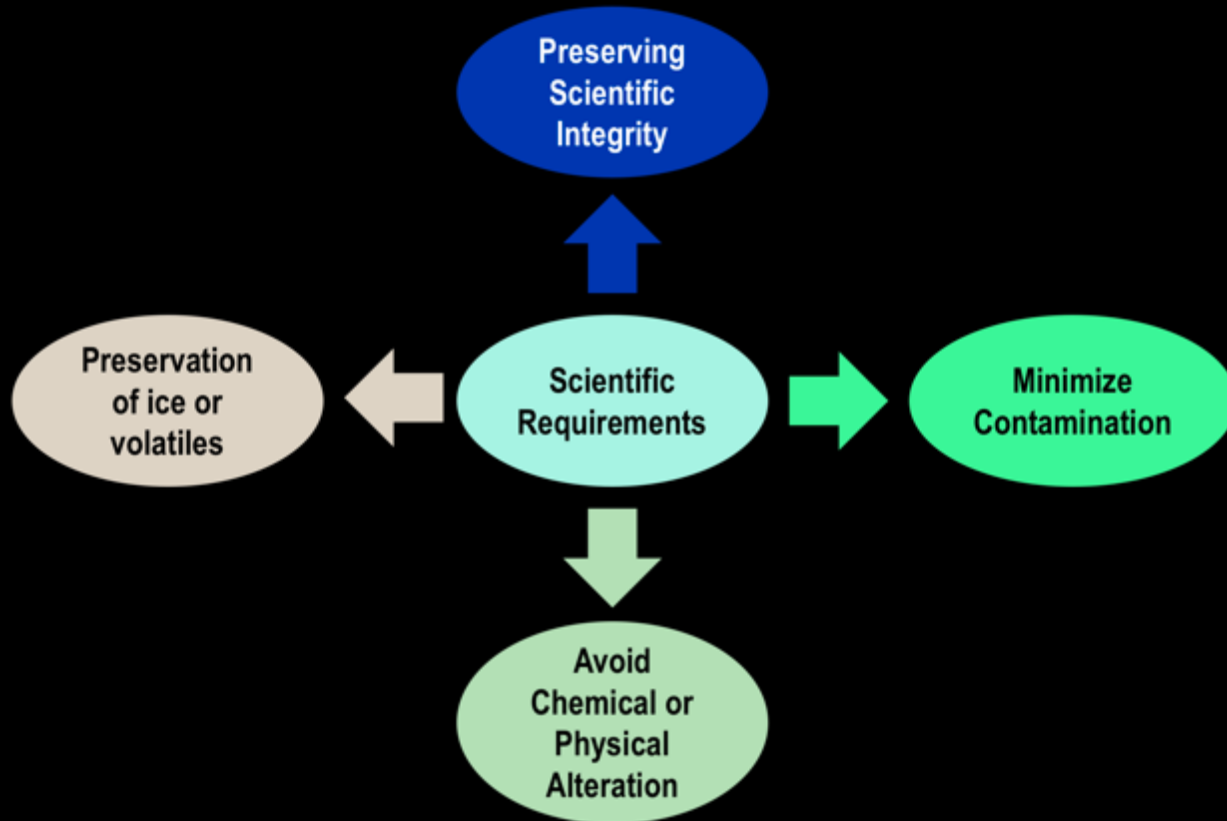 Preserving
Scientific
Integrity
Preservation
of ice or
volatiles
Scientific
Requirements
Minimize
Contamination
Avoid
Chemical or
Physical
Alteration